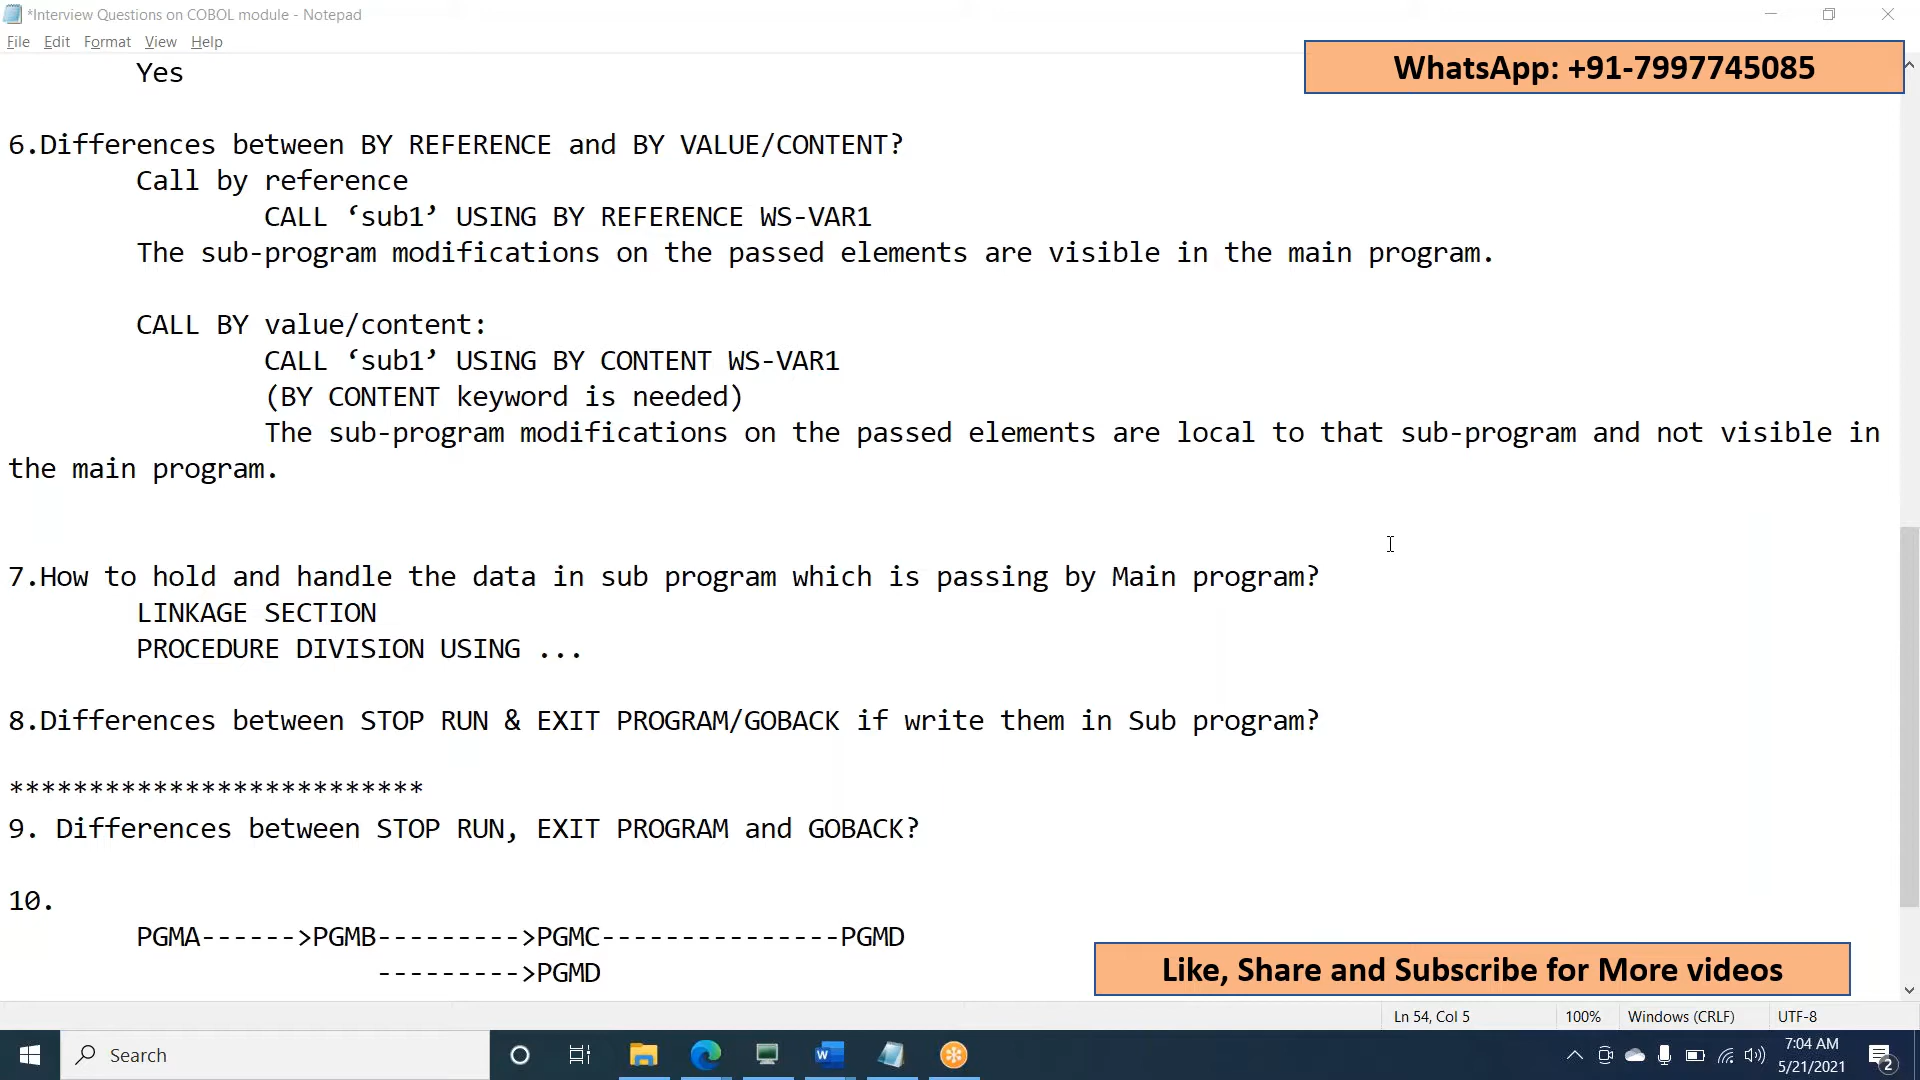 *Interview Questions on COBOL module - Notepad
File Edit Format View Help
WhatsApp: +91-7997745085
Yes
6.Differences between BY REFERENCE and BY VALUE/CONTENT?
Call by reference
CALL ‘sub1’ USING BY REFERENCE WS-VAR1
The sub-program modifications on the passed elements are visible in the main program.
CALL BY value/content:
CALL ‘sub1’ USING BY CONTENT WS-VAR1
(BY CONTENT keyword is needed)
The sub-program modifications on the passed elements are local to that sub-program and not visible in
the main program.
7.How to hold and handle the data in sub program which is passing by Main program?
LINKAGE SECTION
PROCEDURE DIVISION USING ...
8.Differences between STOP RUN & EXIT PROGRAM/GOBACK if write them in Sub program?
**************************
9. Differences between STOP RUN, EXIT PROGRAM and GOBACK?
10.
PGMA------>PGMB--------->PGMC---------------PGMD
--------->PGMD
Like, Share and Subscribe for More videos
Ln 54, Col 5 100% Windows (CRLF) UTF-8
Search
7:04 AM
5/21/2021
2